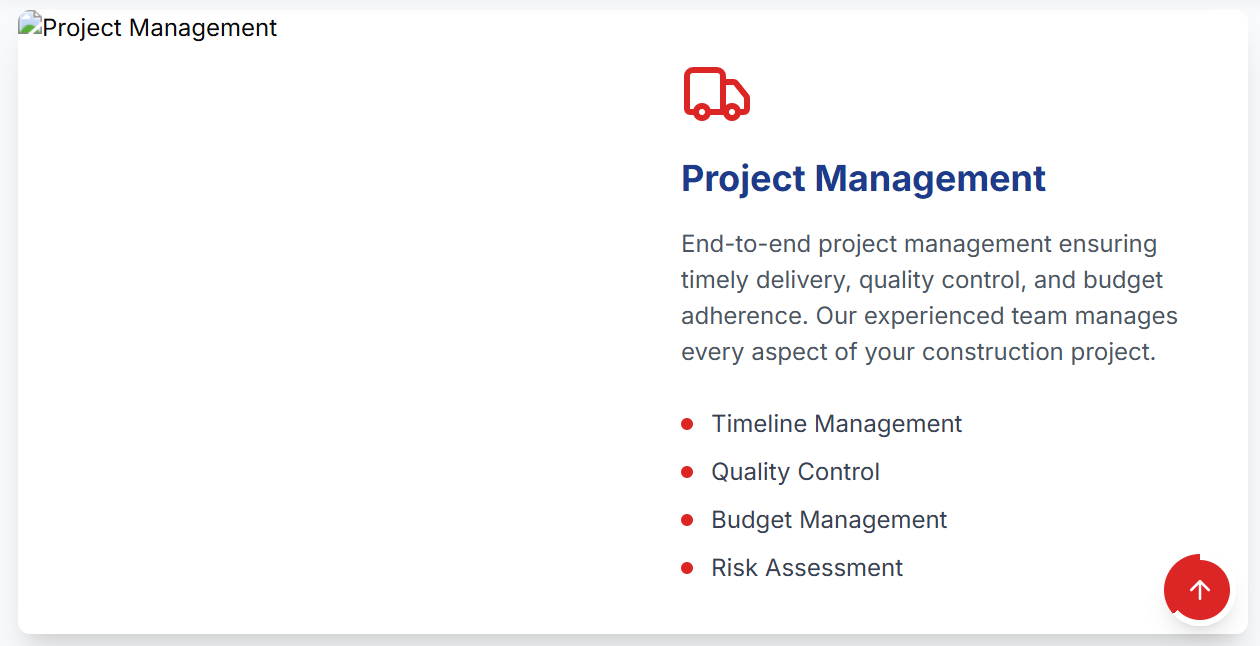 Project Management
Project Management
End-to-end project management ensuring
timely delivery, quality control, and budget
adherence. Our experienced team manages
every aspect of your construction project.
Timeline Management
Quality Control
Budget Management
Risk Assessment